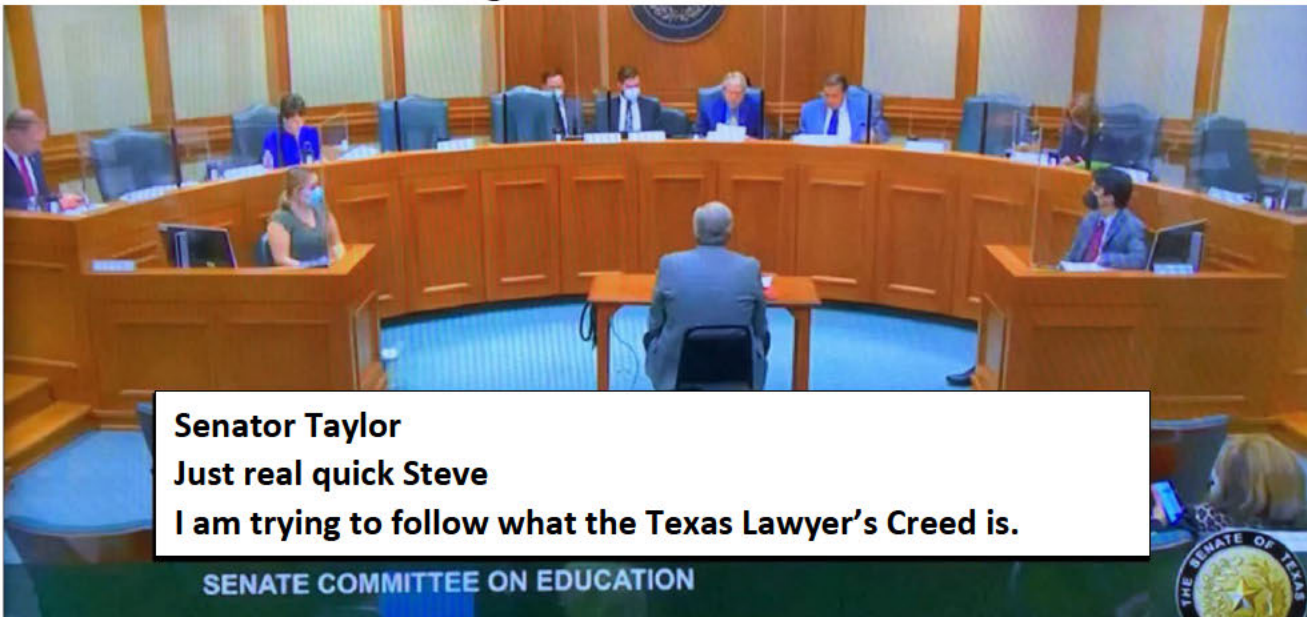 Senator Taylor
Just real quick Steve
I am trying to follow what the Texas Lawyer’s Creed is.
SENATE COMMITTEE ON EDUCATION
THE SENATE OF TEXAS